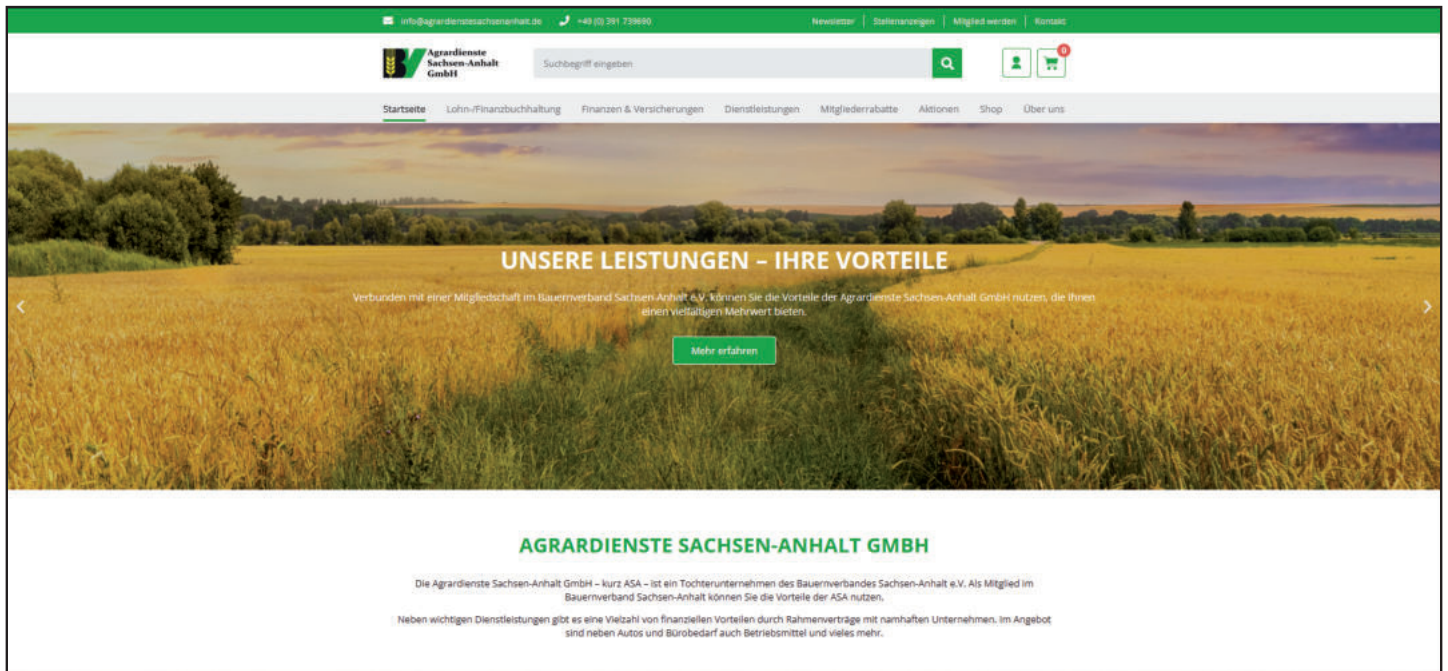 info@agrardienstesachsenanhalt.de +49 (0) 391 739690 Newsletter Stellenanzeigen Mitglied werden Kontakt
Agrardienste
Sachsen-Anhalt
GmbH
Suchbegriff eingeben
0
Startseite Lohn-/Finanzbuchhaltung Finanzen & Versicherungen Dienstleistungen Mitgliederrabatte Aktionen Shop Über uns
UNSERE LEISTUNGEN – IHRE VORTEILE
Verbunden mit einer Mitgliedschaft im Bauernverband Sachsen-Anhalt e.V. können Sie die Vorteile der Agrardienste Sachsen-Anhalt GmbH nutzen, die Ihnen
einen vielfältigen Mehrwert bieten.
Mehr erfahren
AGRARDIENSTE SACHSEN-ANHALT GMBH
Die Agrardienste Sachsen-Anhalt GmbH – kurz ASA – ist ein Tochterunternehmen des Bauernverbandes Sachsen-Anhalt e.V. Als Mitglied im
Bauernverband Sachsen-Anhalt können Sie die Vorteile der ASA nutzen.
Neben wichtigen Dienstleistungen gibt es eine Vielzahl von finanziellen Vorteilen durch Rahmenverträge mit namhaften Unternehmen. Im Angebot
sind neben Autos und Bürobedarf auch Betriebsmittel und vieles mehr.